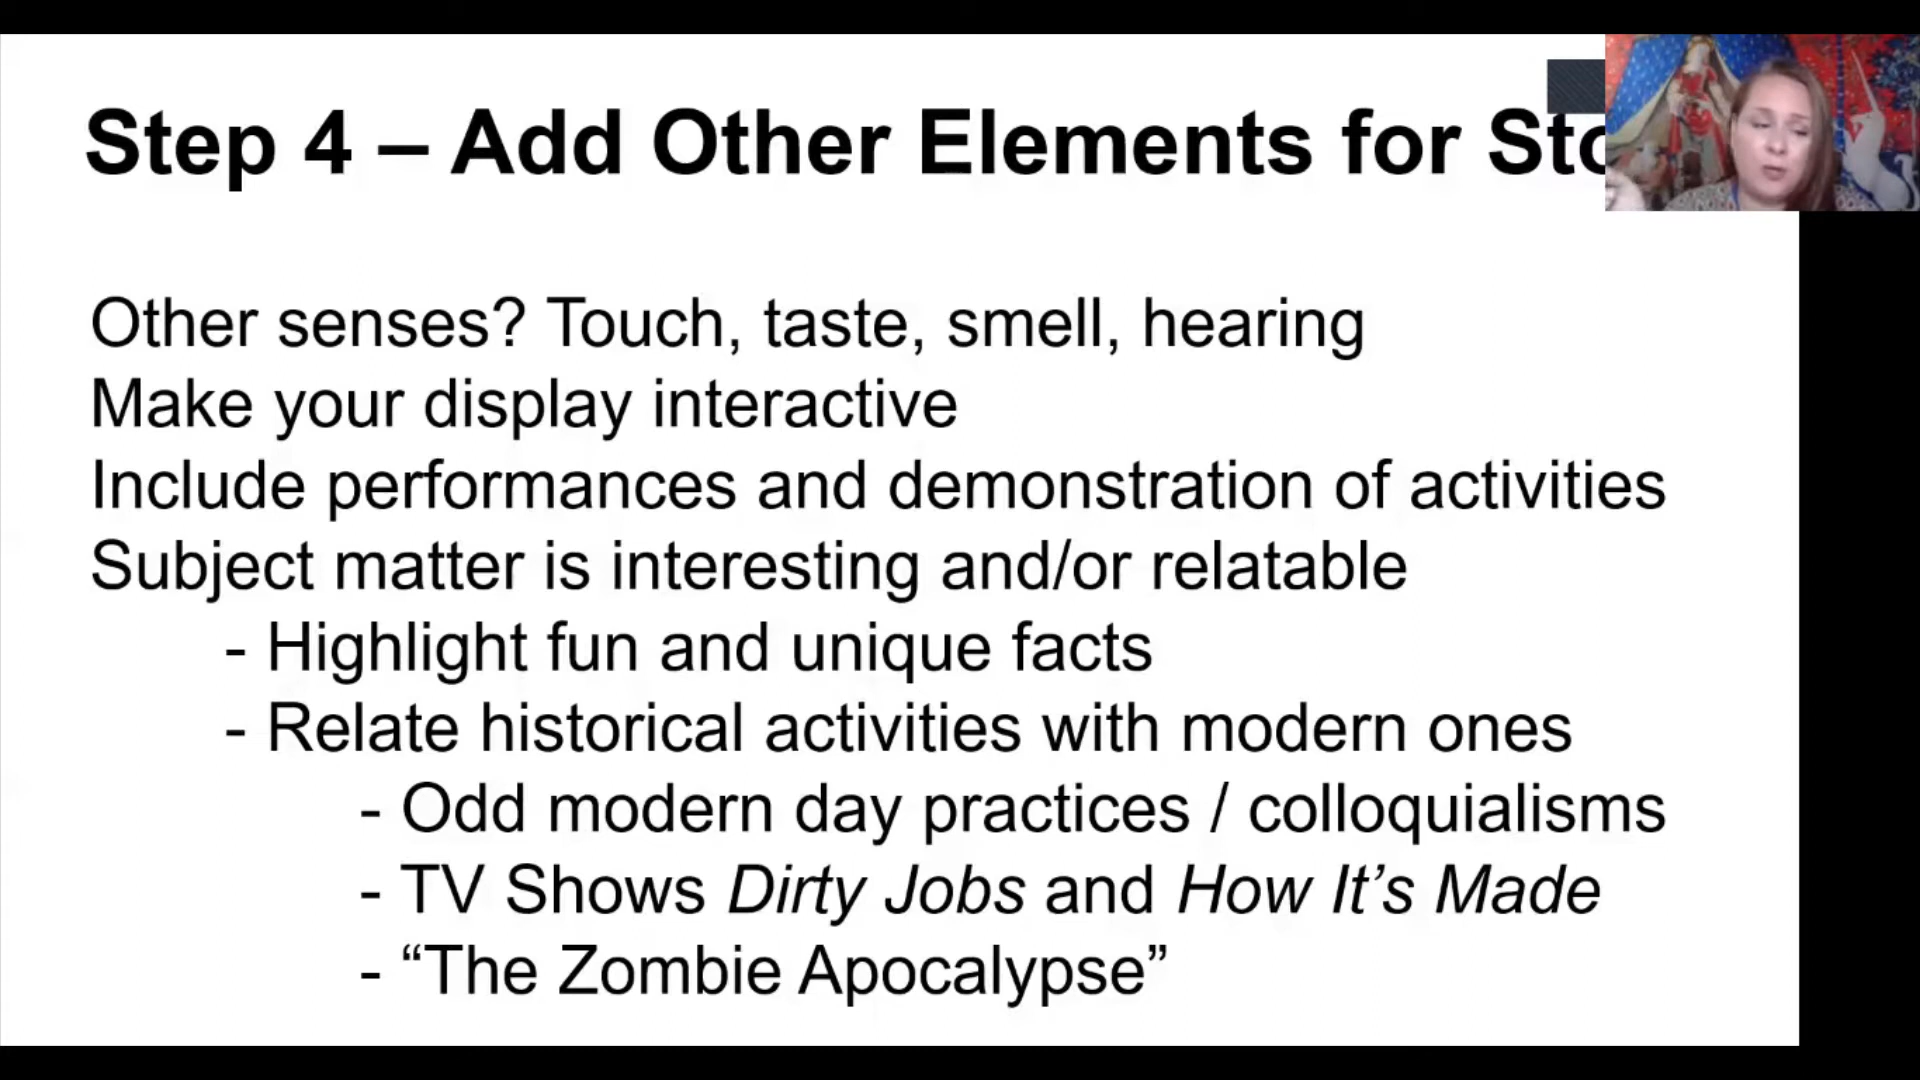 Step 4 – Add Other Elements for
Other senses? Touch, taste, smell, hearing
Make your display interactive
Include performances and demonstration of activities
Subject matter is interesting and/or relatable
- Highlight fun and unique facts
- Relate historical activities with modern ones
- Odd modern day practices / colloquialisms
- TV Shows Dirty Jobs and How It’s Made
- “The Zombie Apocalypse”